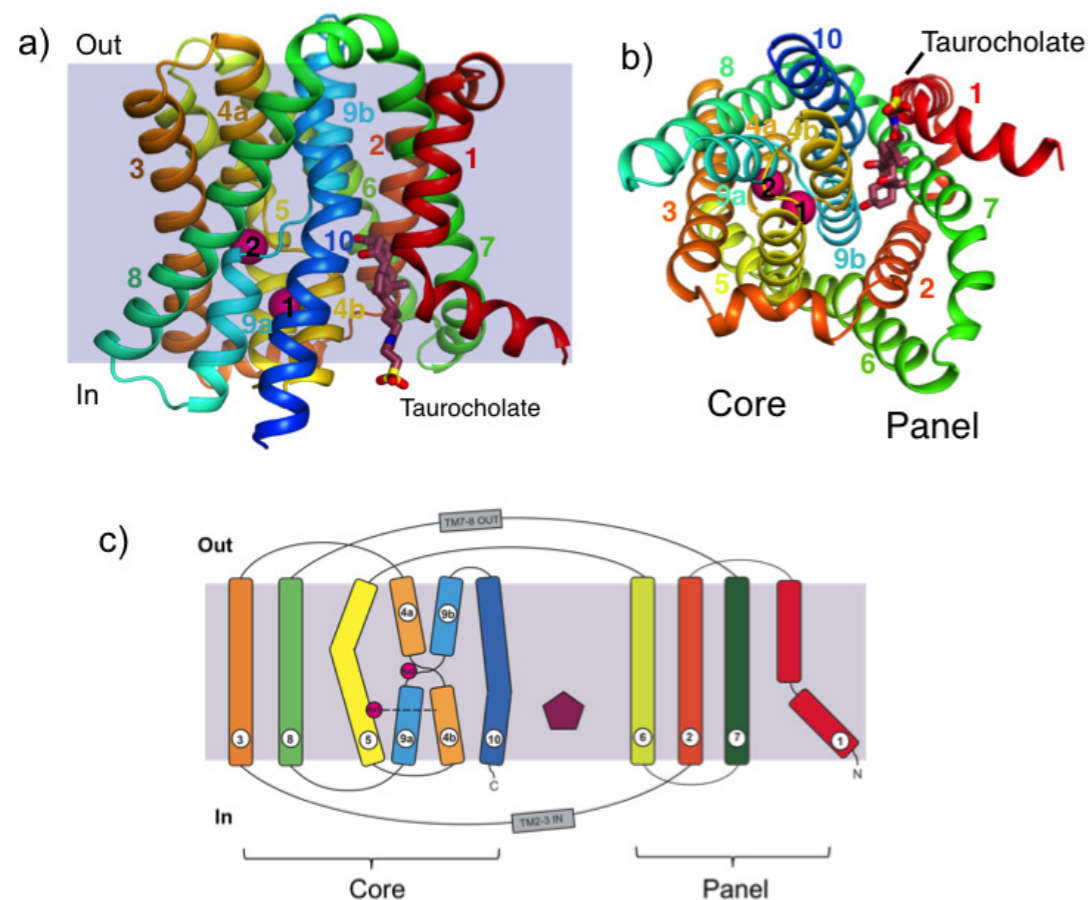 a)
Out
4a
9b
2
1
3
6
5
10
7
2
8
1
4b
9a
In
Taurocholate
b)
10
Taurocholate
8
1
4a
4b
2
9a
1
3
7
9b
5
2
6
Core
Panel
c)
TM7-8 OUT
Out
4a
9b
3
8
5
9a
4b
10
6
2
7
1
C
N
In
TM2-3 IN
Core
Panel